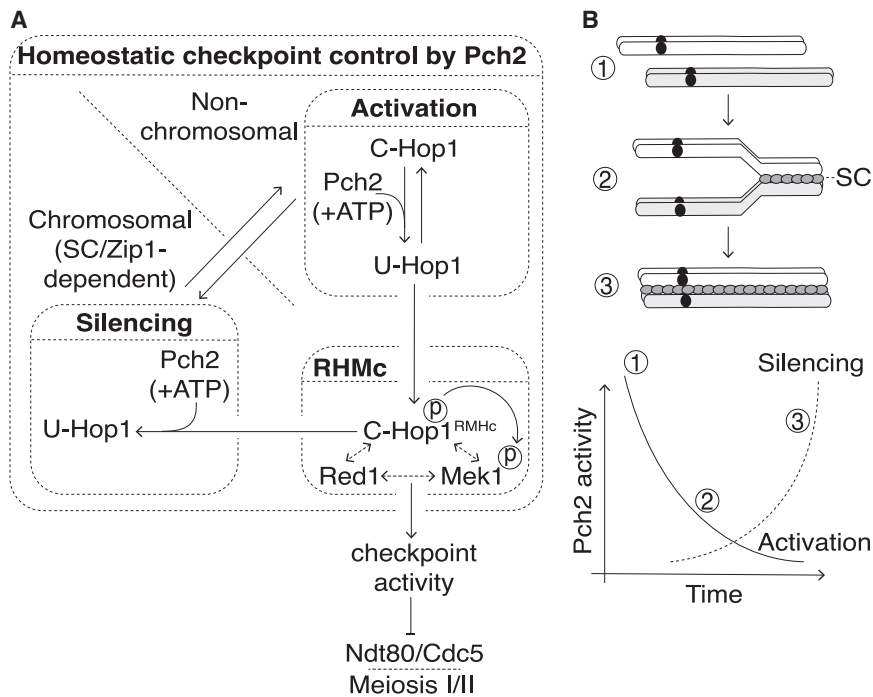 A
Homeostatic checkpoint control by Pch2
Non-
chromosomal
Activation
C-Hop1
Pch2
(+ATP)
U-Hop1
Chromosomal
(SC/Zip1-
dependent)
Silencing
Pch2
(+ATP)
U-Hop1
RHMc
p
C-Hop1RMHc
p
Red1
Mek1
checkpoint
activity
Ndt80/Cdc5
Meiosis I/II
B
1
2
SC
3
1
Silencing
3
2
Activation
Pch2 activity
Time